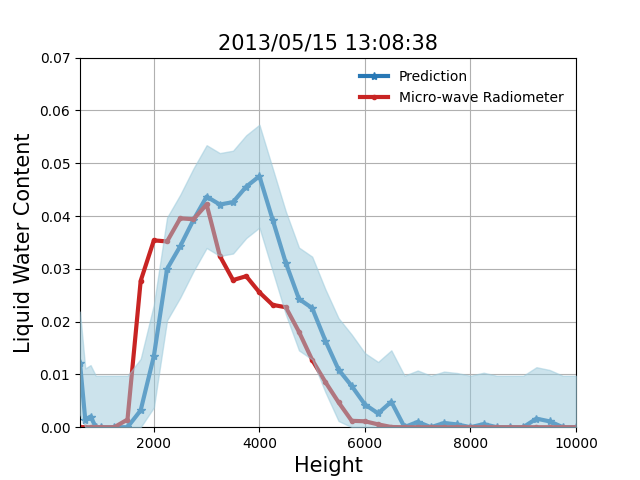 2013/05/15 13:08:38
Prediction
Micro-wave Radiometer
Liquid Water Content
0.07
0.06
0.05
0.04
0.03
0.02
0.01
0.00
2000 4000 6000 8000 10000
Height